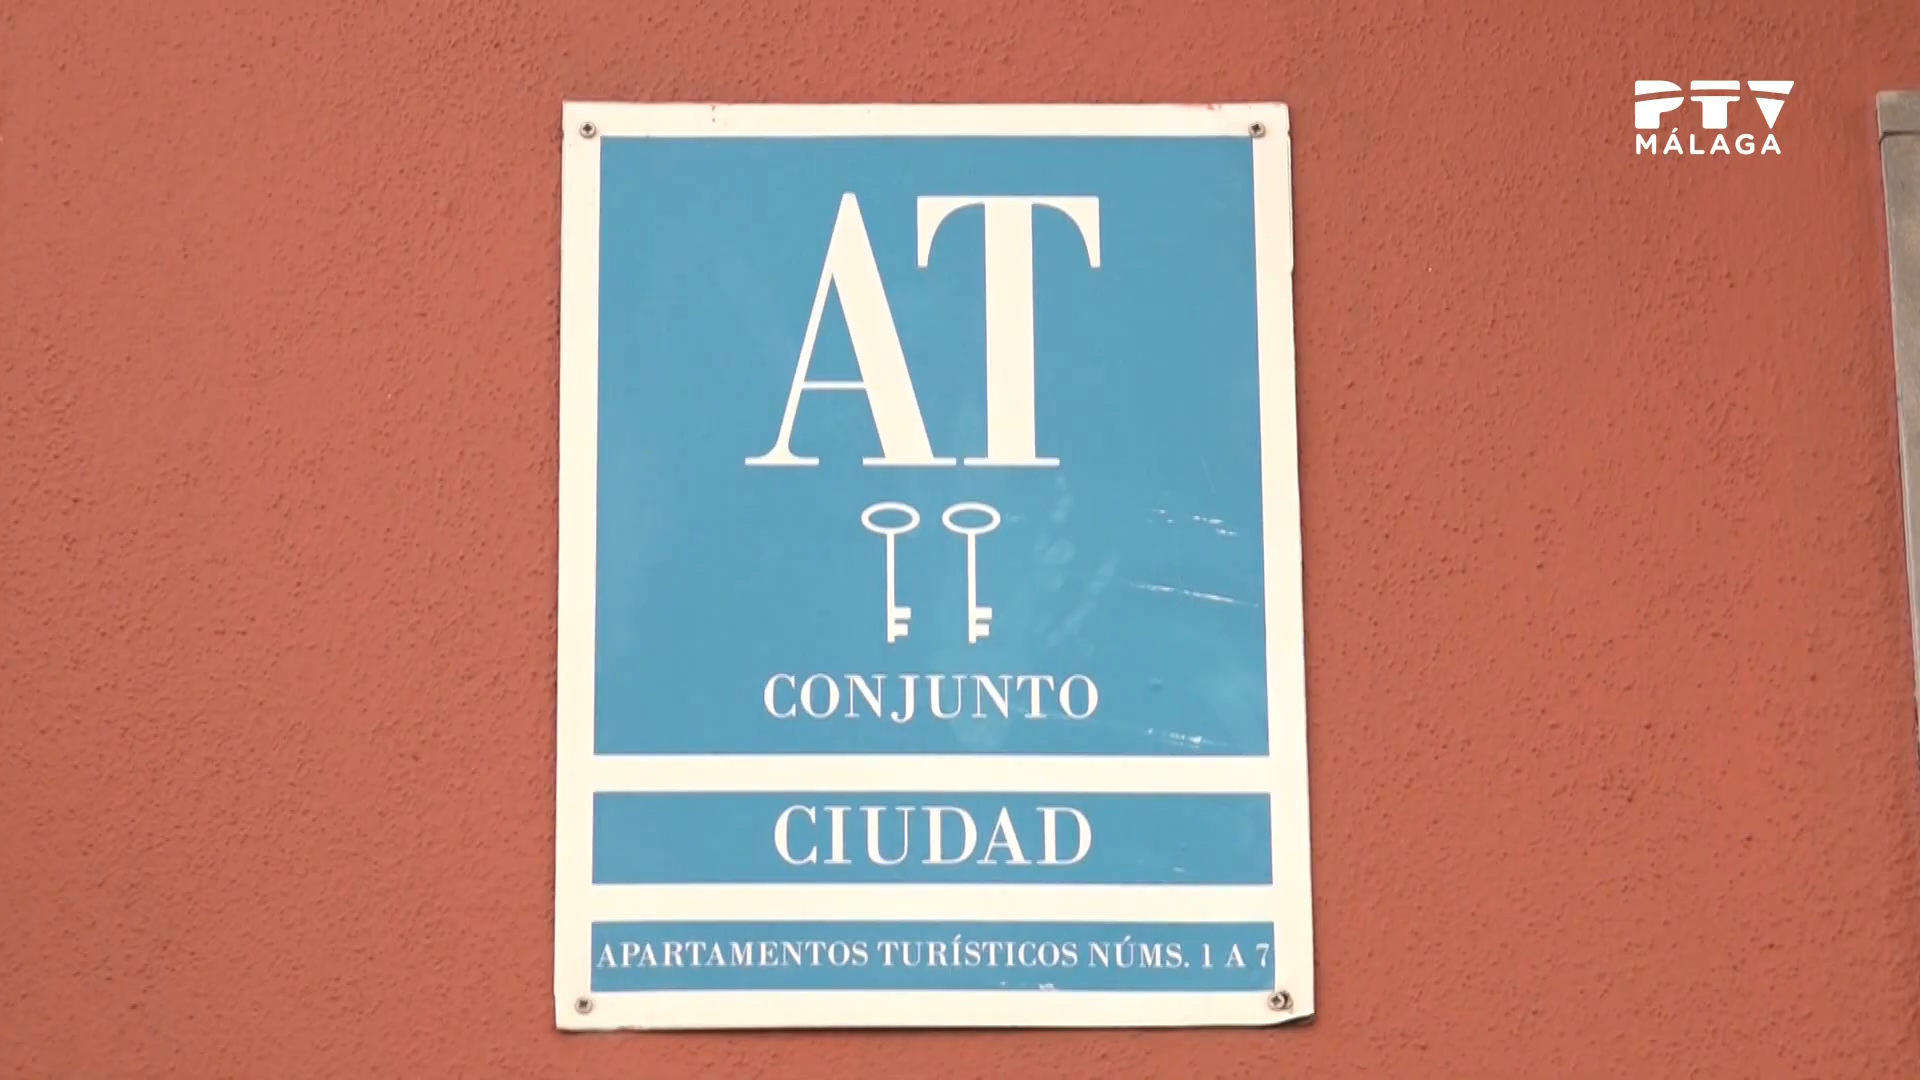 PTV
MÁLAGA
AT
CONJUNTO
CIUDAD
APARTAMENTOS TURÍSTICOS NÚMS. 1 A 7